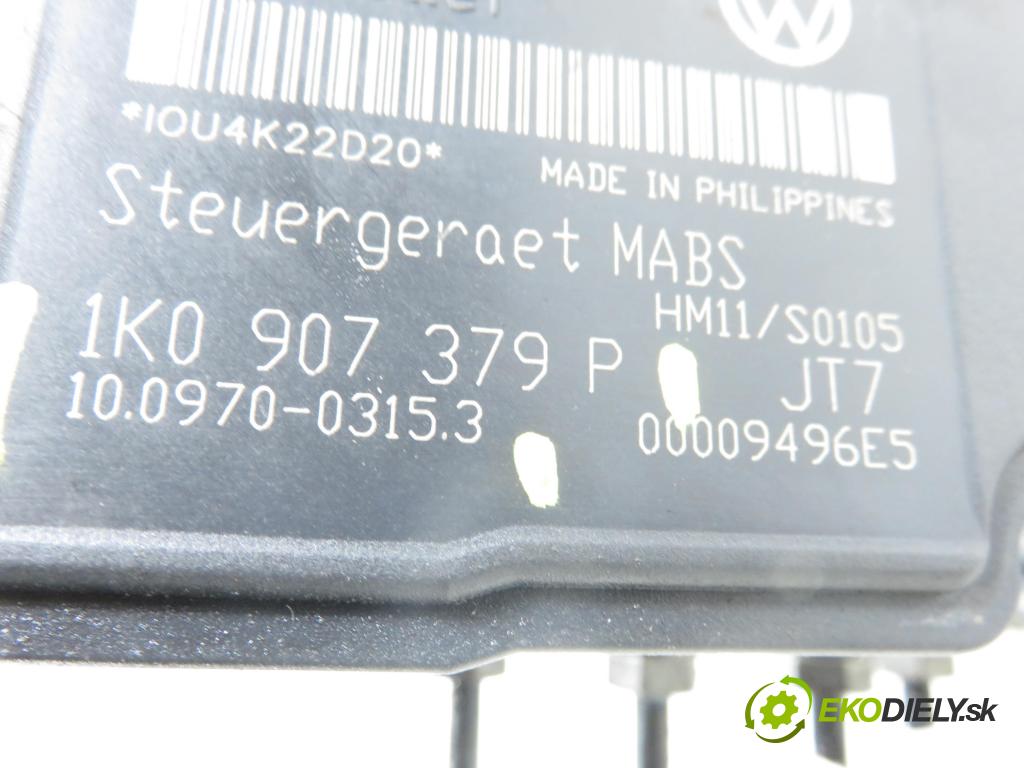 *IOU4K22D20*
MADE IN PHILIPPINES
Steuergeraet MABS
HM11/S0105
1K0 907 379 P
JT7
10.0970-0315.3
00009496E5
EKODIELY.sk